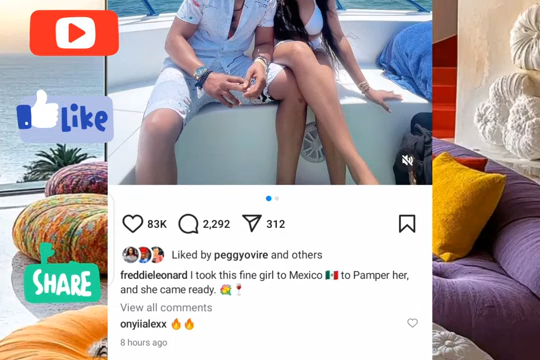 Like
SHARE
83K 2,292 312
Liked by peggyovire and others
freddieleonard I took this fine girl to Mexico 🇲🇽 to Pamper her,
and she came ready. 💐🍷
View all comments
onyiialexx 🔥🔥
8 hours ago